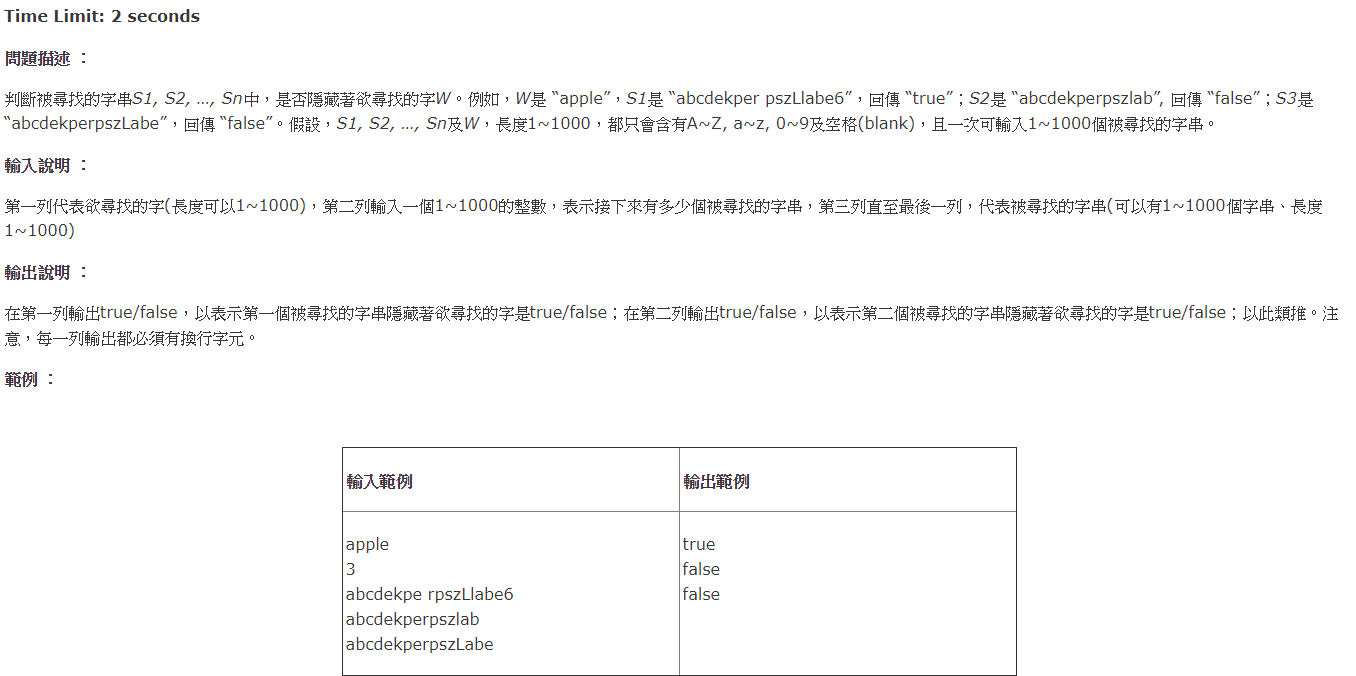 Time Limit: 2 seconds
問題描述 ：
判斷被尋找的字串S1, S2, ..., Sn中，是否隱藏著欲尋找的字W。例如，W是 “apple”，S1是 “abcdekper pszLlabe6”，回傳 “true”；S2是 “abcdekperpszlab”, 回傳 “false”；S3是
“abcdekperpszLabe”，回傳 “false”。假設，S1, S2, ..., Sn及W，長度1~1000，都只會含有A~Z, a~z, 0~9及空格(blank)，且一次可輸入1~1000個被尋找的字串。
輸入說明 ：
第一列代表欲尋找的字(長度可以1~1000)，第二列輸入一個1~1000的整數，表示接下來有多少個被尋找的字串，第三列直至最後一列，代表被尋找的字串(可以有1~1000個字串、長度
1~1000)
輸出說明 ：
在第一列輸出true/false，以表示第一個被尋找的字串隱藏著欲尋找的字是true/false；在第二列輸出true/false，以表示第二個被尋找的字串隱藏著欲尋找的字是true/false；以此類推。注
意，每一列輸出都必須有換行字元。
範例 ：
輸入範例
輸出範例
apple
3
abcdekpe rpszLlabe6
abcdekperpszlab
abcdekperpszLabe
true
false
false